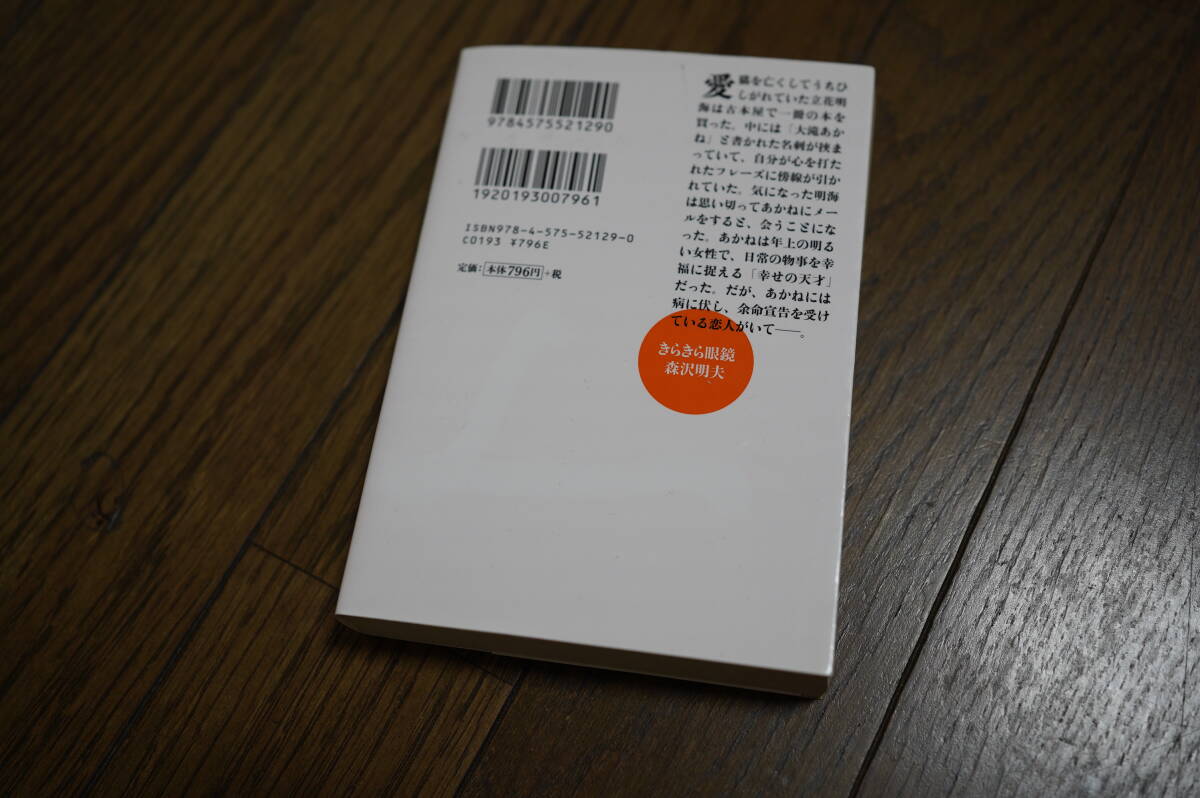 9784575521290
1920193007961
ISBN978-4-575-52129-0
C0193 ¥796E
定価:本体796円+税
愛猫を亡くしてうちひ
しがれていた立花明
海は古本屋で一冊の本を
買った。中には「大滝あか
ね」と書かれた名刺が挟ま
っていて、自分が心を打た
れたフレーズに傍線が引か
れていた。気になった明海
は思い切ってあかねにメー
ルをすると、会うことにな
った。あかねは年上の明る
い女性で、日常の物事を幸
福に捉える「幸せの天才」
だった。だが、あかねには
病に伏し、余命宣告を受け
ている恋人がいて――。
きらきら眼鏡
森沢明夫